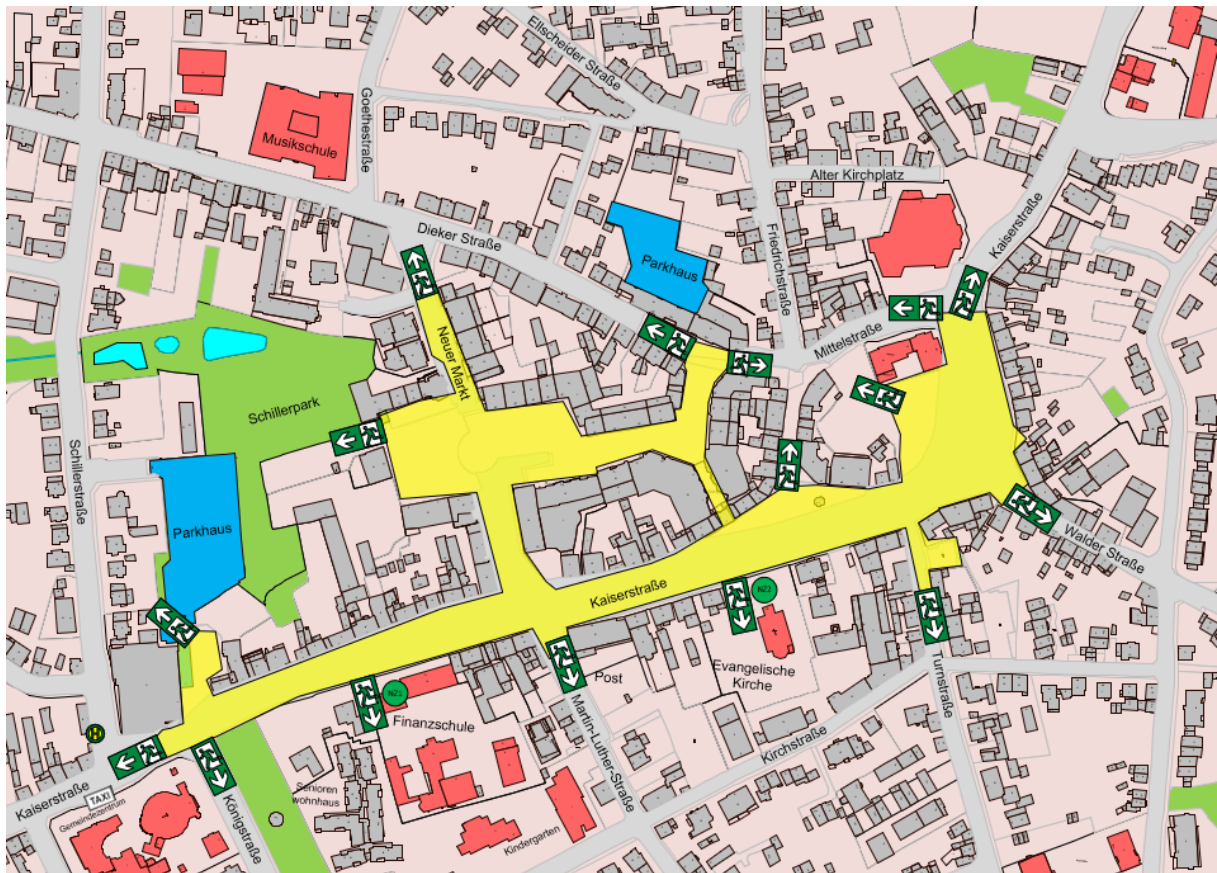 Ellscheider Straße
Goethestraße
Musikschule
Alter Kirchplatz
Dieker Straße
Friedrichstraße
Kaiserstraße
Parkhaus
Mittelstraße
Neuer Markt
Schillerpark
Schillerstraße
Parkhaus
Walder Straße
Kaiserstraße
NZ2
Evangelische
Kirche
Post
Turnstraße
NZ1
Finanzschule
Martin-Luther-Straße
Kirchstraße
H
Kaiserstraße
TAXI
Gemeindezentrum
Königstraße
Senioren
wohnhaus
Kindergarten